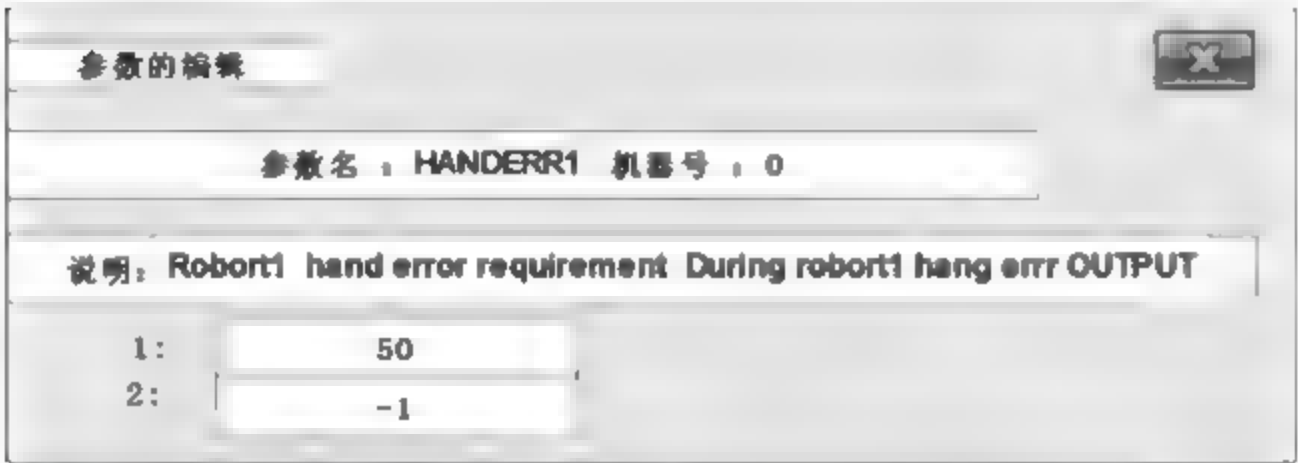 参数的编辑
X
参数名：HANDERR1 机器号：0
说明：Robort1 hand error requirement During robort1 hang errr OUTPUT
1: 50
2: -1